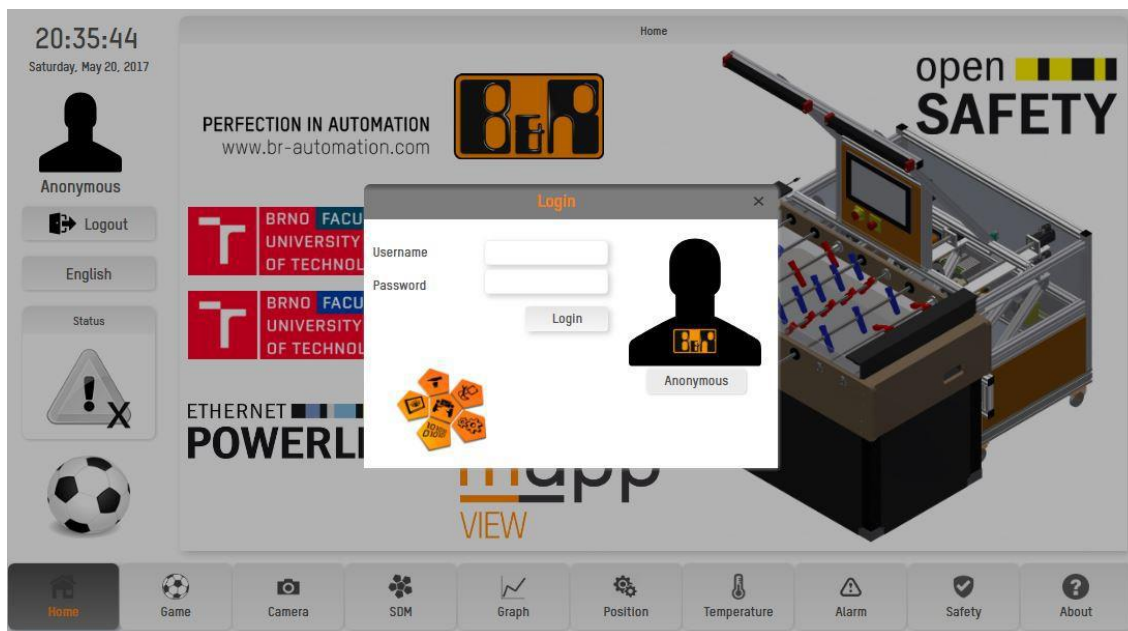 20:35:44
Saturday, May 20, 2017
Anonymous
Logout
English
Status
X
Home
PERFECTION IN AUTOMATION
www.br-automation.com
B&R
open
SAFETY
BRNO FACU
UNIVERSITY
OF TECHNOL
BRNO FACU
UNIVERSITY
OF TECHNOL
ETHERNET
POWERL
mapp
VIEW
Login
×
Username
Password
Login
B&R
Anonymous
Home
Game
Camera
SDM
Graph
Position
Temperature
Alarm
Safety
About